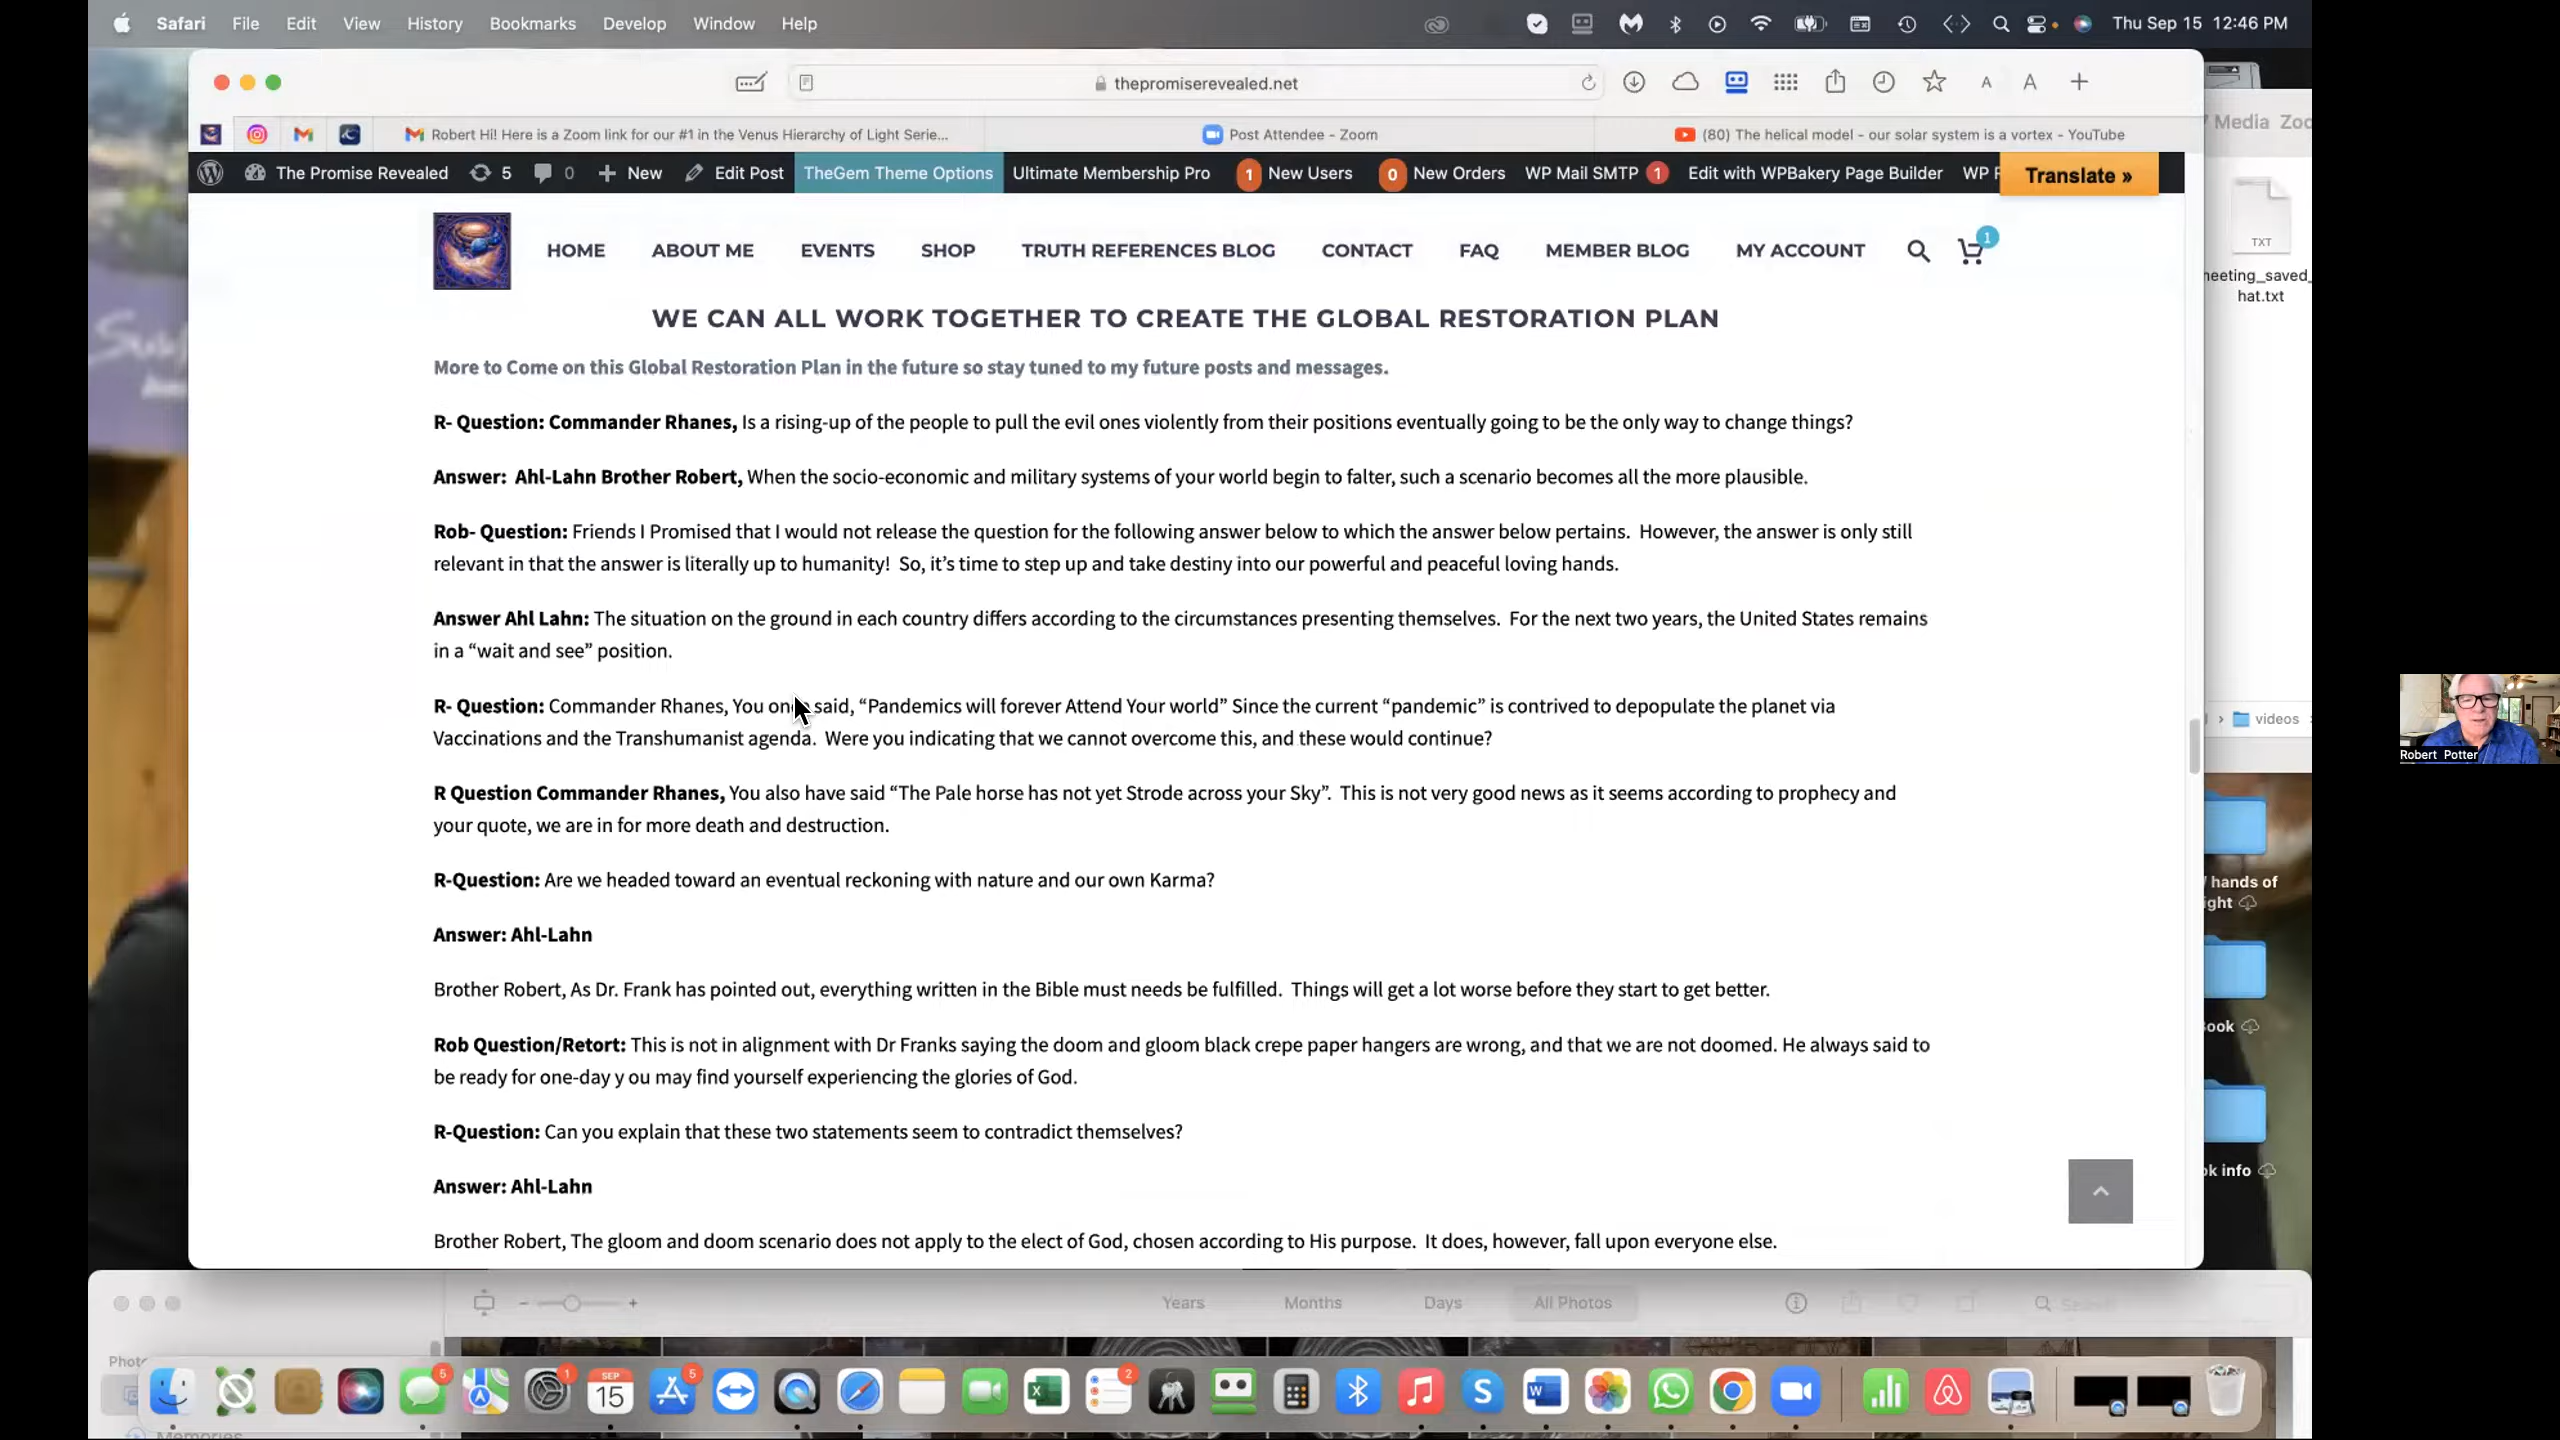 Safari File Edit View History Bookmarks Develop Window Help Thu Sep 15 12:46 PM
thepromiserevealed.net A A
Robert Hi! Here is a Zoom link for our #1 in the Venus Hierarchy of Light Serie... Post Attendee - Zoom (80) The helical model - our solar system is a vortex - YouTube
The Promise Revealed 5 0 New Edit Post TheGem Theme Options Ultimate Membership Pro 1 New Users 0 New Orders WP Mail SMTP 1 Edit with WPBakery Page Builder WP Translate »
HOME ABOUT ME EVENTS SHOP TRUTH REFERENCES BLOG CONTACT FAQ MEMBER BLOG MY ACCOUNT 1
WE CAN ALL WORK TOGETHER TO CREATE THE GLOBAL RESTORATION PLAN
More to Come on this Global Restoration Plan in the future so stay tuned to my future posts and messages.
R- Question: Commander Rhanes, Is a rising-up of the people to pull the evil ones violently from their positions eventually going to be the only way to change things?
Answer: Ahl-Lahn Brother Robert, When the socio-economic and military systems of your world begin to falter, such a scenario becomes all the more plausible.
Rob- Question: Friends I Promised that I would not release the question for the following answer below to which the answer below pertains. However, the answer is only still
relevant in that the answer is literally up to humanity! So, it’s time to step up and take destiny into our powerful and peaceful loving hands.
Answer Ahl Lahn: The situation on the ground in each country differs according to the circumstances presenting themselves. For the next two years, the United States remains
in a “wait and see” position.
R- Question: Commander Rhanes, You once said, “Pandemics will forever Attend Your world” Since the current “pandemic” is contrived to depopulate the planet via
Vaccinations and the Transhumanist agenda. Were you indicating that we cannot overcome this, and these would continue?
R Question Commander Rhanes, You also have said “The Pale horse has not yet Strode across your Sky”. This is not very good news as it seems according to prophecy and
your quote, we are in for more death and destruction.
R-Question: Are we headed toward an eventual reckoning with nature and our own Karma?
Answer: Ahl-Lahn
Brother Robert, As Dr. Frank has pointed out, everything written in the Bible must needs be fulfilled. Things will get a lot worse before they start to get better.
Rob Question/Retort: This is not in alignment with Dr Franks saying the doom and gloom black crepe paper hangers are wrong, and that we are not doomed. He always said to
be ready for one-day y ou may find yourself experiencing the glories of God.
R-Question: Can you explain that these two statements seem to contradict themselves?
Answer: Ahl-Lahn
Brother Robert, The gloom and doom scenario does not apply to the elect of God, chosen according to His purpose. It does, however, fall upon everyone else.
Media
TXT
hat.txt
videos
hands of
info
Robert Potter
Years Months Days All Photos
Memories
5 1 SEP 15 5 2